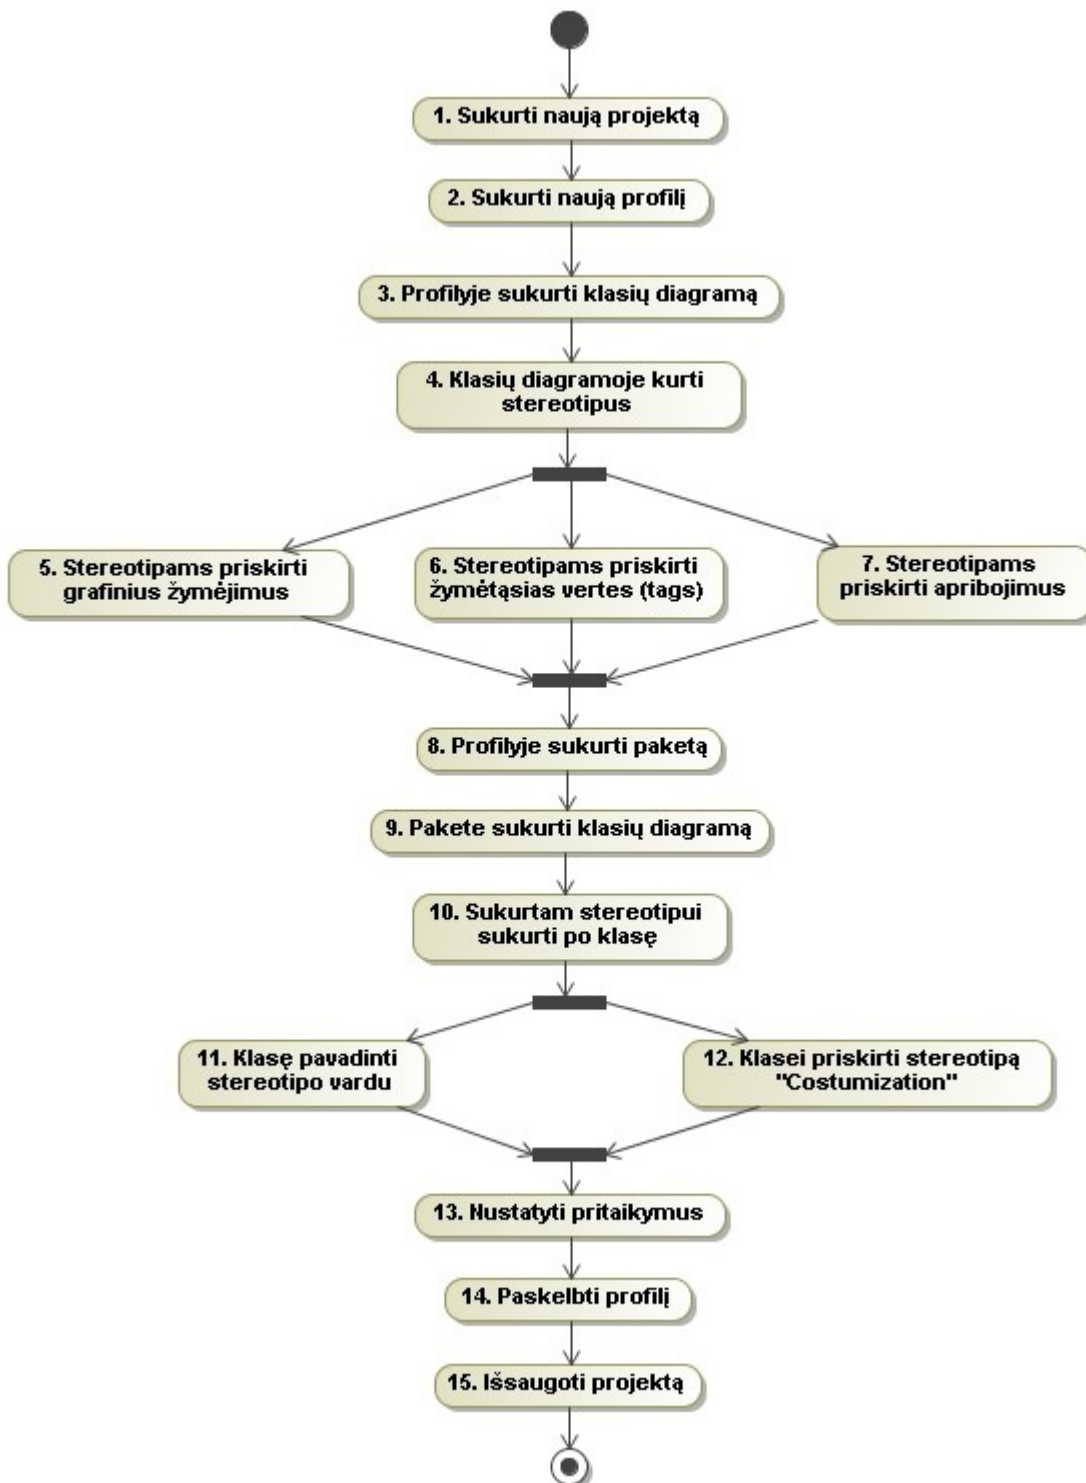 1. Sukurti naują projektą
2. Sukurti naują profilį
3. Profilyje sukurti klasių diagramą
4. Klasių diagramoje kurti
stereotipus
5. Stereotipams priskirti
grafinius žymėjimus
6. Stereotipams priskirti
žymėtąsias vertes (tags)
7. Stereotipams
priskirti apribojimus
8. Profilyje sukurti paketą
9. Pakete sukurti klasių diagramą
10. Sukurtam stereotipui
sukurti po klasę
11. Klasę pavadinti
stereotipo vardu
12. Klasei priskirti stereotipą
"Costumization"
13. Nustatyti pritaikymus
14. Paskelbti profilį
15. Išsaugoti projektą